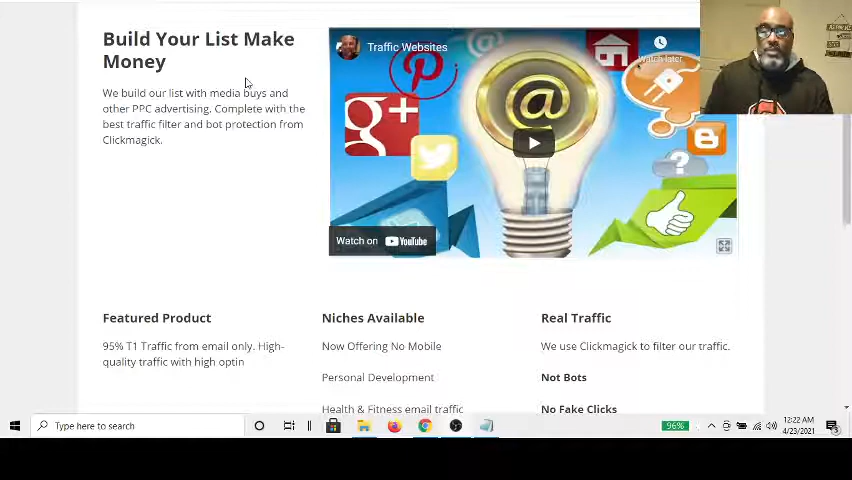 Build Your List Make
Money
We build our list with media buys and
other PPC advertising. Complete with the
best traffic filter and bot protection from
Clickmagick.
Traffic Websites
Watch later
Watch on YouTube
Featured Product
95% T1 Traffic from email only. High-
quality traffic with high optin
Niches Available
Now Offering No Mobile
Personal Development
Health & Fitness email traffic
Real Traffic
We use Clickmagick to filter our traffic.
Not Bots
No Fake Clicks
Type here to search
96%
12:22 AM
4/23/2021